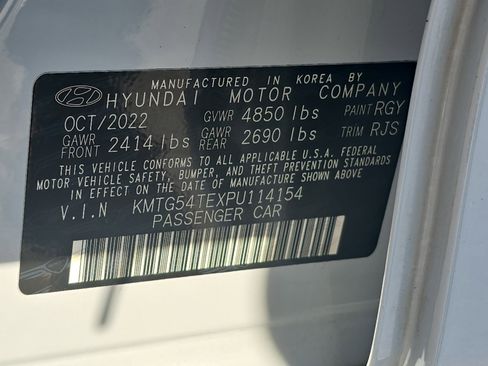 MANUFACTURED IN KOREA BY
HYUNDAI MOTOR COMPANY
OCT/2022 GVWR 4850 lbs PAINT RGY
GAWR FRONT 2414 lbs GAWR REAR 2690 lbs TRIM RJS
THIS VEHICLE CONFORMS TO ALL APPLICABLE U.S.A. FEDERAL
MOTOR VEHICLE SAFETY, BUMPER, AND THEFT PREVENTION STANDARDS
IN EFFECT ON THE DATE OF MANUFACTURE SHOWN ABOVE.
V.I.N KMTG54TEXPU114154
PASSENGER CAR